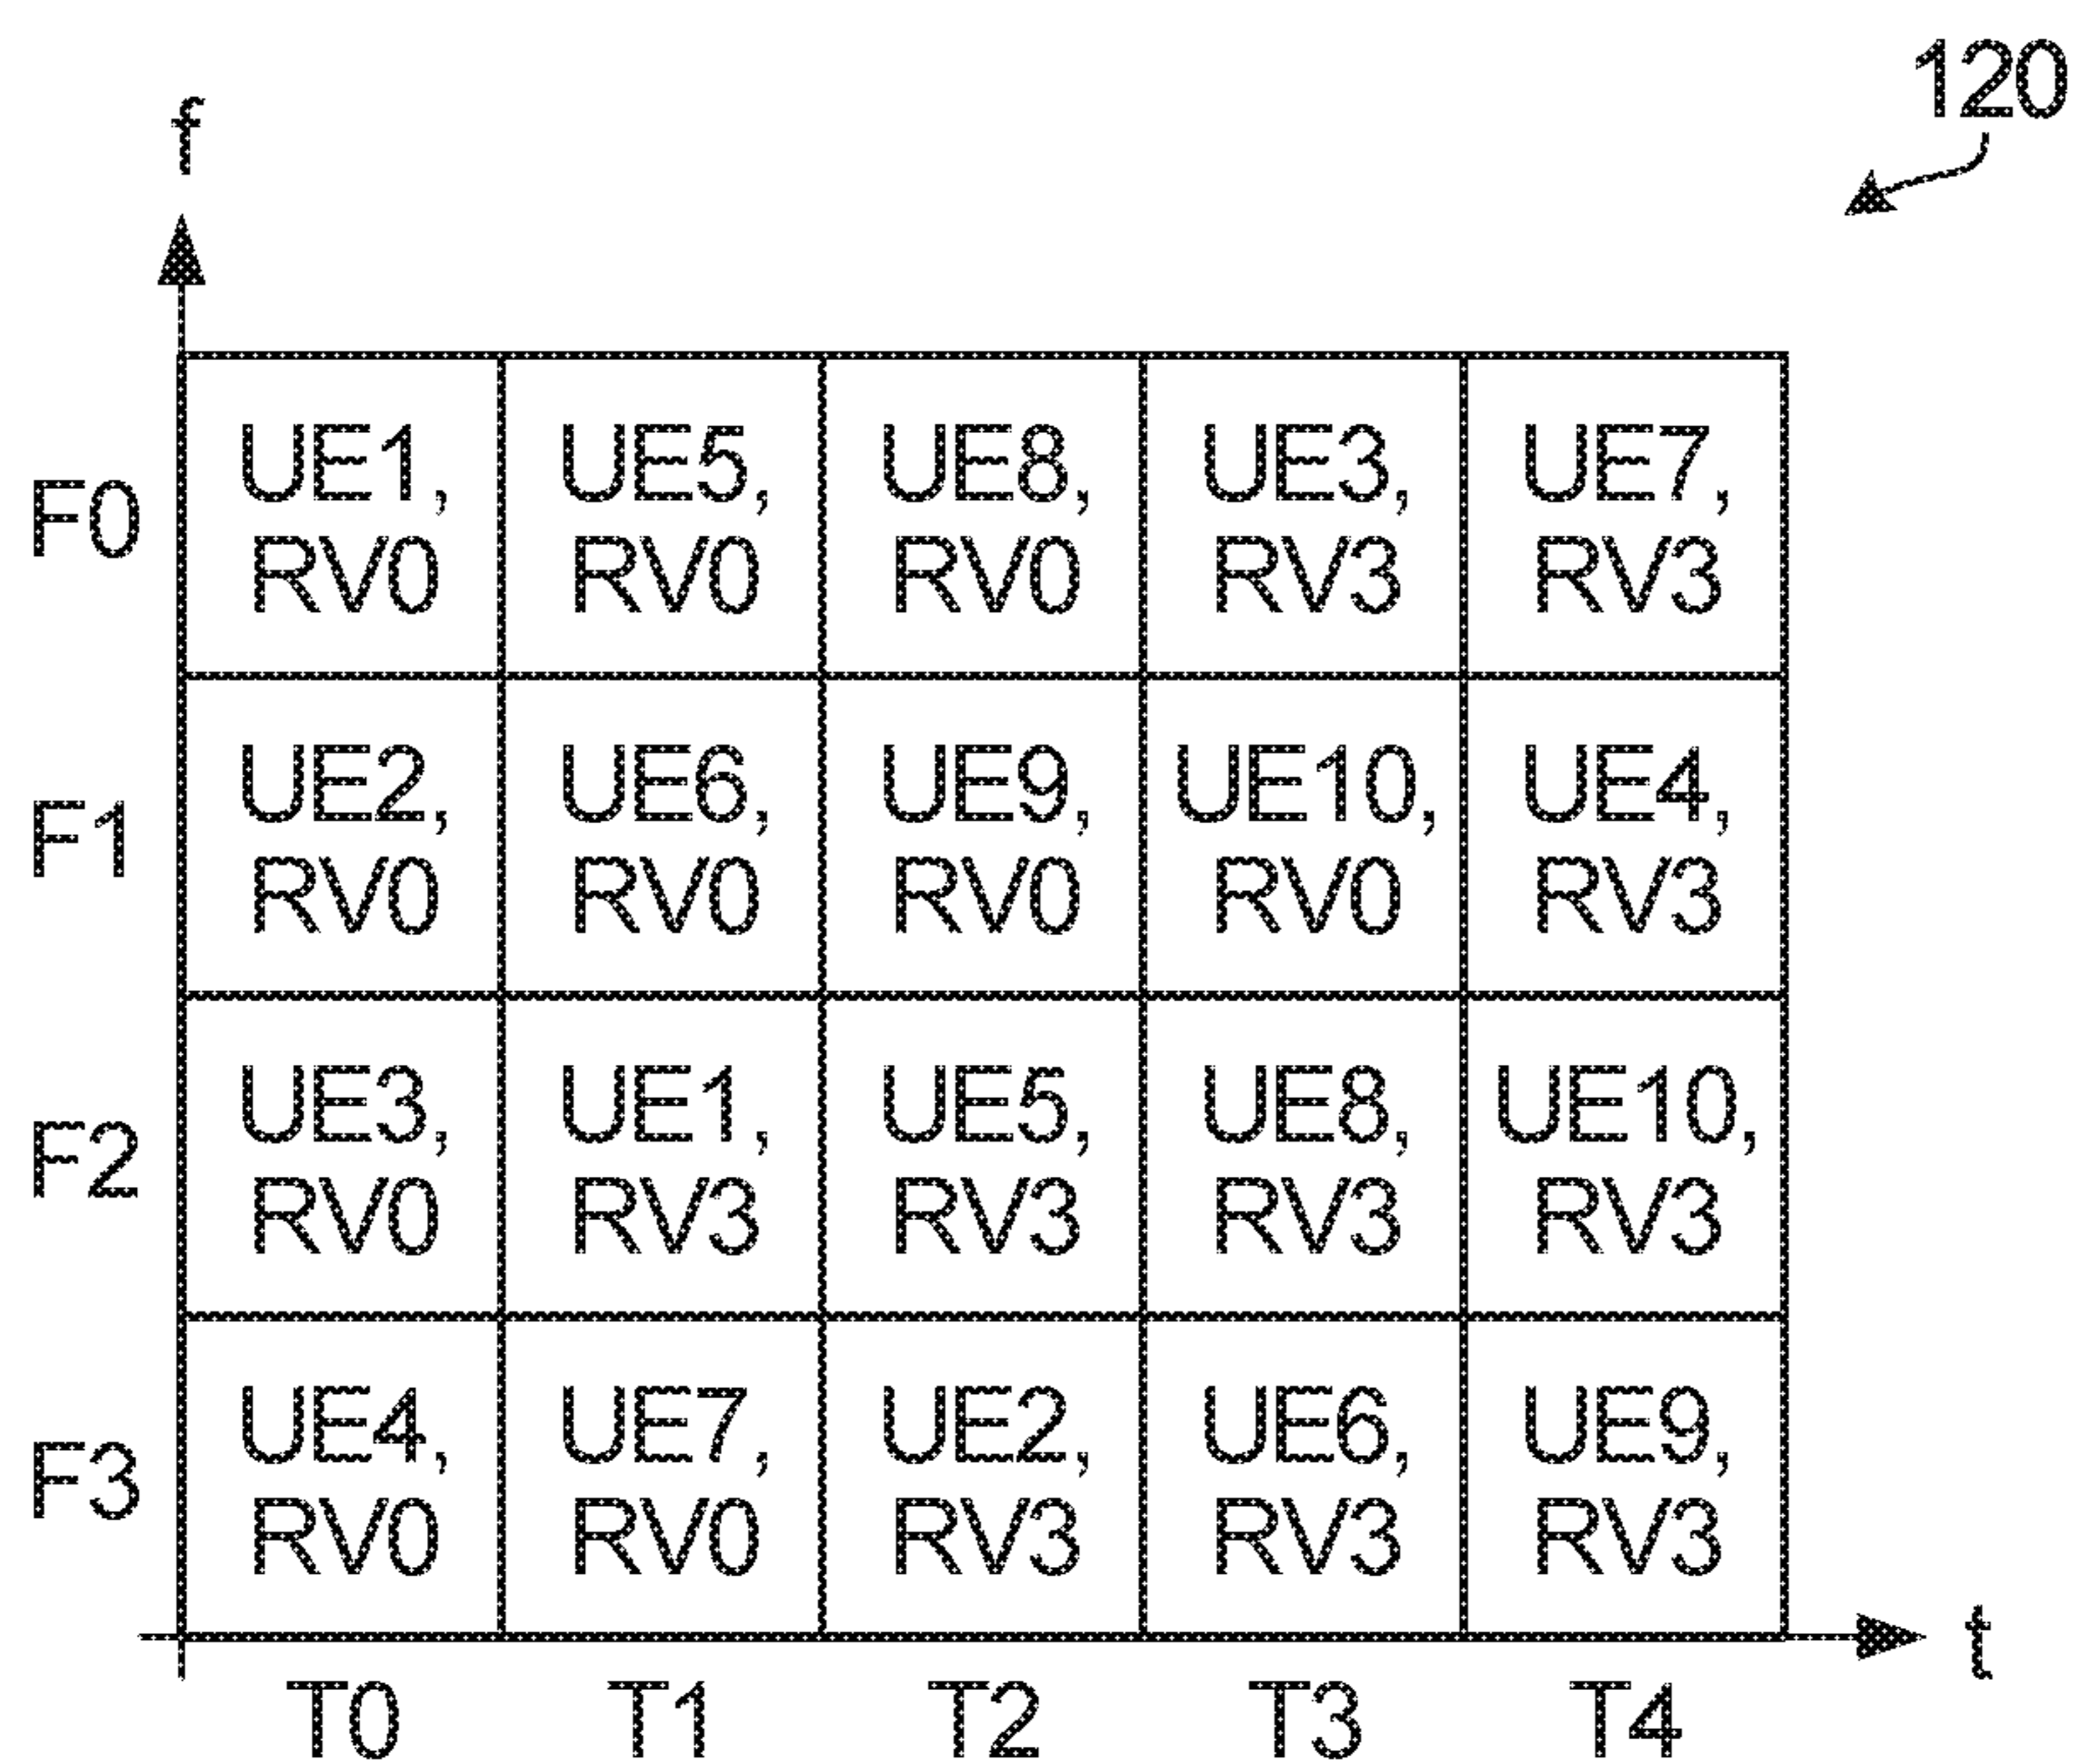 120
f
F0
UE1,
RV0
UE5,
RV0
UE8,
RV0
UE3,
RV3
UE7,
RV3
F1
UE2,
RV0
UE6,
RV0
UE9,
RV0
UE10,
RV0
UE4,
RV3
F2
UE3,
RV0
UE1,
RV3
UE5,
RV3
UE8,
RV3
UE10,
RV3
F3
UE4,
RV0
UE7,
RV0
UE2,
RV3
UE6,
RV3
UE9,
RV3
t
T0
T1
T2
T3
T4